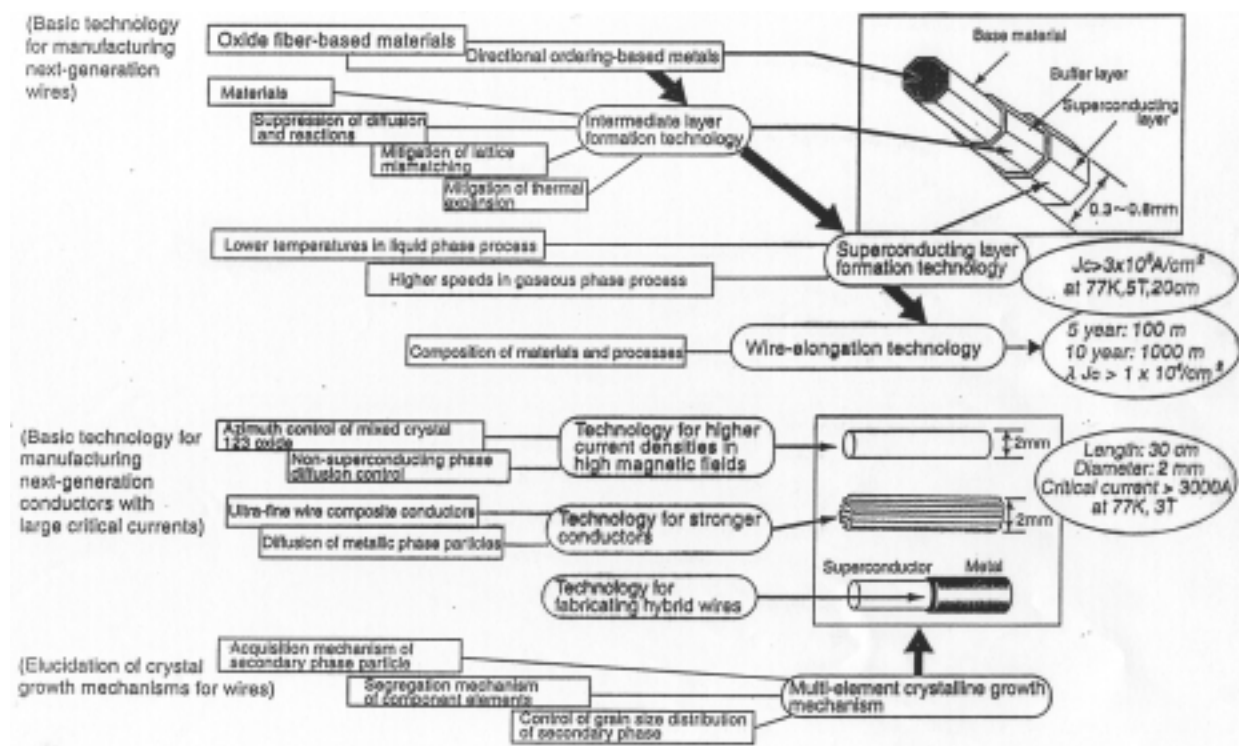 (Basic technology
for manufacturing
next-generation
wires)
Oxide fiber-based materials
Directional ordering-based metals
Materials
Suppression of diffusion
and reactions
Mitigation of lattice
mismatching
Mitigation of thermal
expansion
Intermediate layer
formation technology
Base material
Buffer layer
Superconducting
layer
0.3~0.8mm
Lower temperatures in liquid phase process
Higher speeds in gaseous phase process
Superconducting layer
formation technology
at 77K,5T,20cm
Composition of materials and processes
Wire-elongation technology
5 year: 100 m
10 year: 1000 m
(Basic technology for
manufacturing
next-generation
conductors with
large critical currents)
Azimuth control of mixed crystal
123 oxide
Non-superconducting phase
diffusion control
Ultra-fine wire composite conductors
Diffusion of metallic phase particles
Technology for higher
current densities in
high magnetic fields
Technology for stronger
conductors
Technology for
fabricating hybrid wires
2mm
2mm
Superconductor Metal
Length: 30 cm
Diameter: 2 mm
Critical current > 3000A
at 77K, 3T
(Elucidation of crystal
growth mechanisms for wires)
Acquisition mechanism of
secondary phase particle
Segregation mechanism
of component elements
Control of grain size distribution
of secondary phase
Multi-element crystalline growth
mechanism